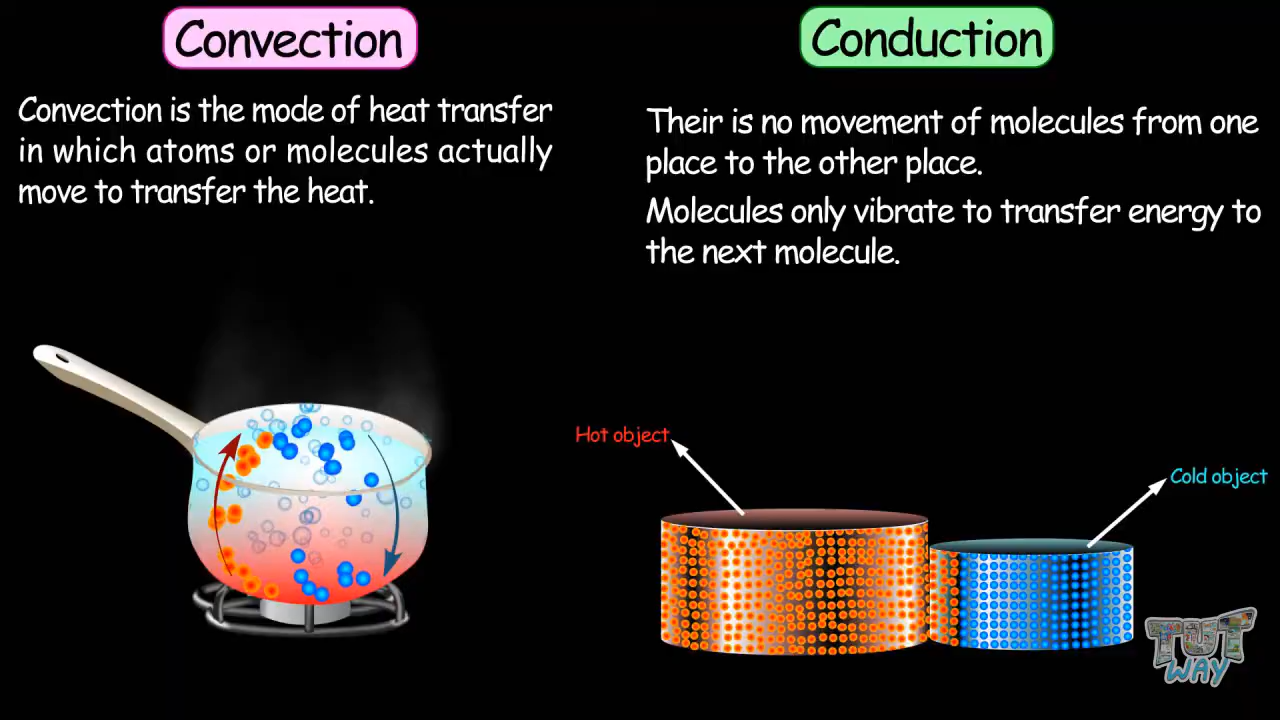 Convection
Convection is the mode of heat transfer
in which atoms or molecules actually
move to transfer the heat.
Conduction
Their is no movement of molecules from one
place to the other place.
Molecules only vibrate to transfer energy to
the next molecule.
Hot object
Cold object
TUT
WAY